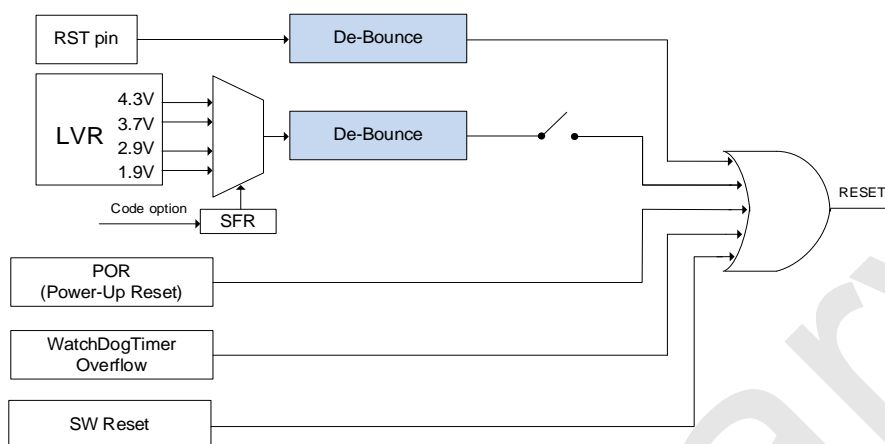 RST pin
De-Bounce
LVR
4.3V
3.7V
2.9V
1.9V
De-Bounce
Code option
SFR
RESET
POR
(Power-Up Reset)
WatchDogTimer
Overflow
SW Reset